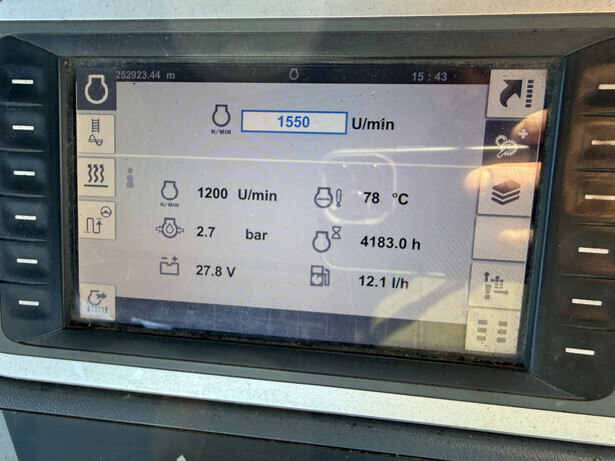 252923.44 m 15:43
N/MIN 1550 U/min
N/MIN 1200 U/min 78 °C
2.7 bar 4183.0 h
27.8 V 12.1 l/h